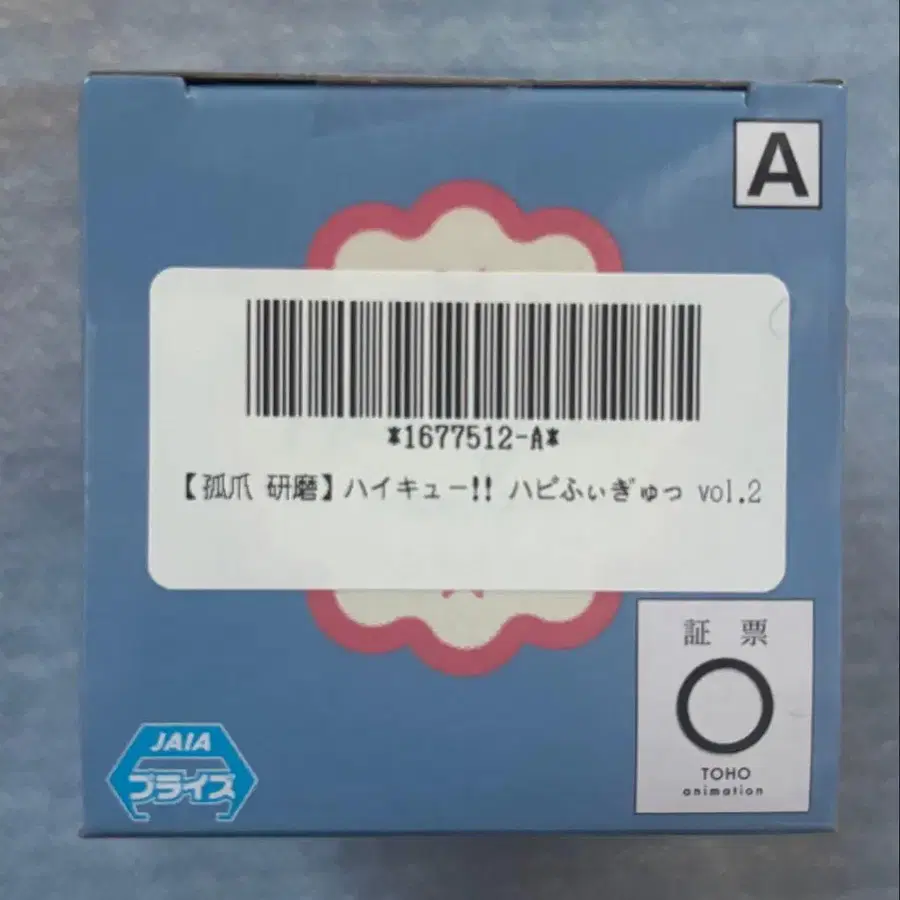 A
*1677512-A*
【孤爪 研磨】ハイキュー!! ハピふぃぎゅっ vol.2
証 票
TOHO
animation
JAIA
プライズ